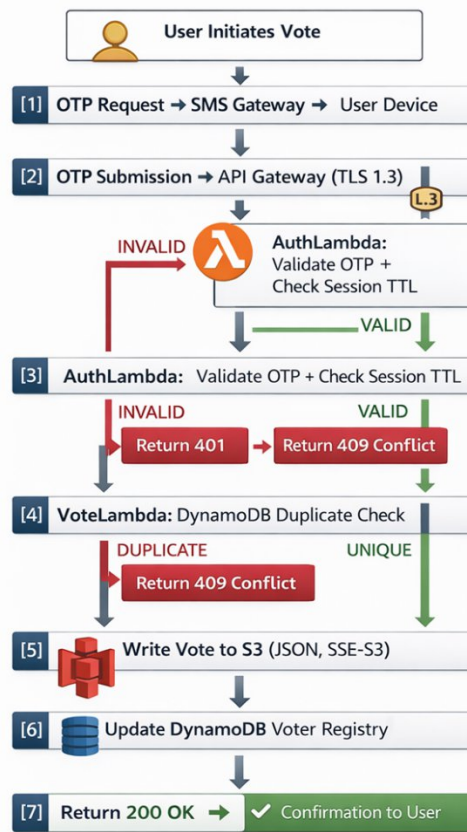 User Initiates Vote
[1] OTP Request → SMS Gateway → User Device
[2] OTP Submission → API Gateway (TLS 1.3)
L.3
INVALID
AuthLambda:
Validate OTP +
Check Session TTL
VALID
[3] AuthLambda: Validate OTP + Check Session TTL
INVALID VALID
Return 401 → Return 409 Conflict
[4] VoteLambda: DynamoDB Duplicate Check
DUPLICATE UNIQUE
Return 409 Conflict
[5] Write Vote to S3 (JSON, SSE-S3)
[6] Update DynamoDB Voter Registry
[7] Return 200 OK → ✓ Confirmation to User